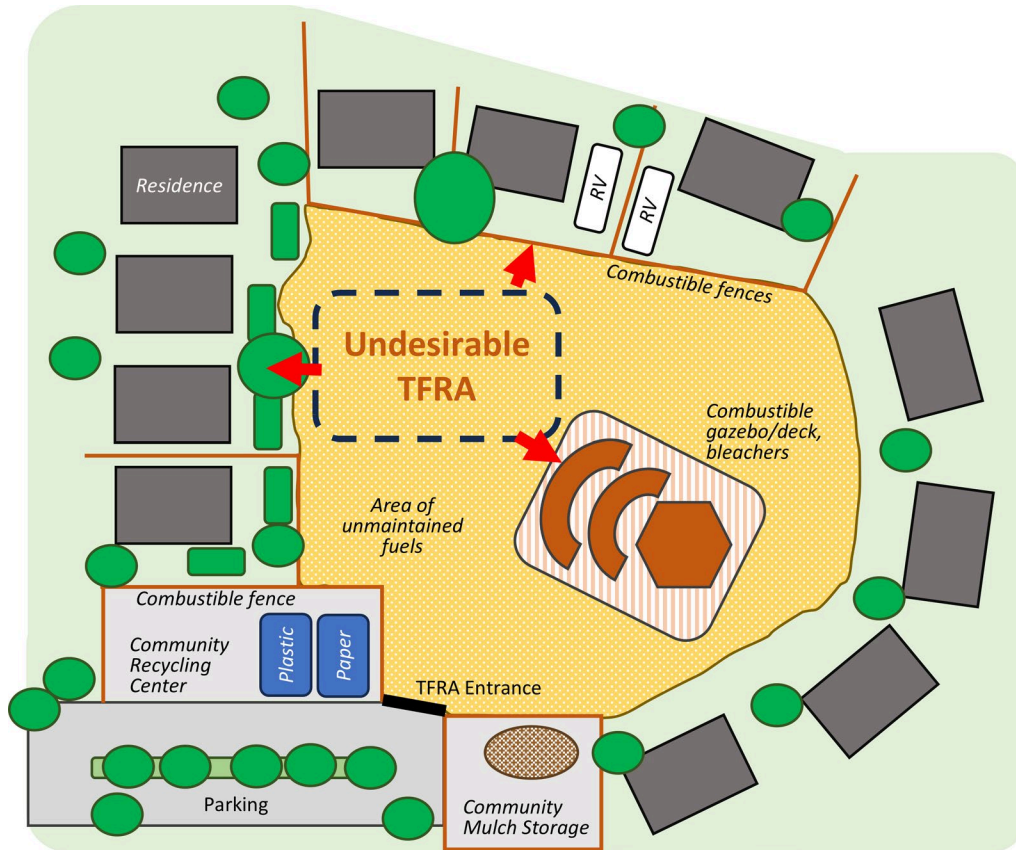 Residence
RV
RV
Combustible fences
Undesirable
TFRA
Combustible
gazebo/deck,
bleachers
Area of
unmaintained
fuels
Combustible fence
Community
Recycling
Center
Plastic
Paper
TFRA Entrance
Parking
Community
Mulch Storage